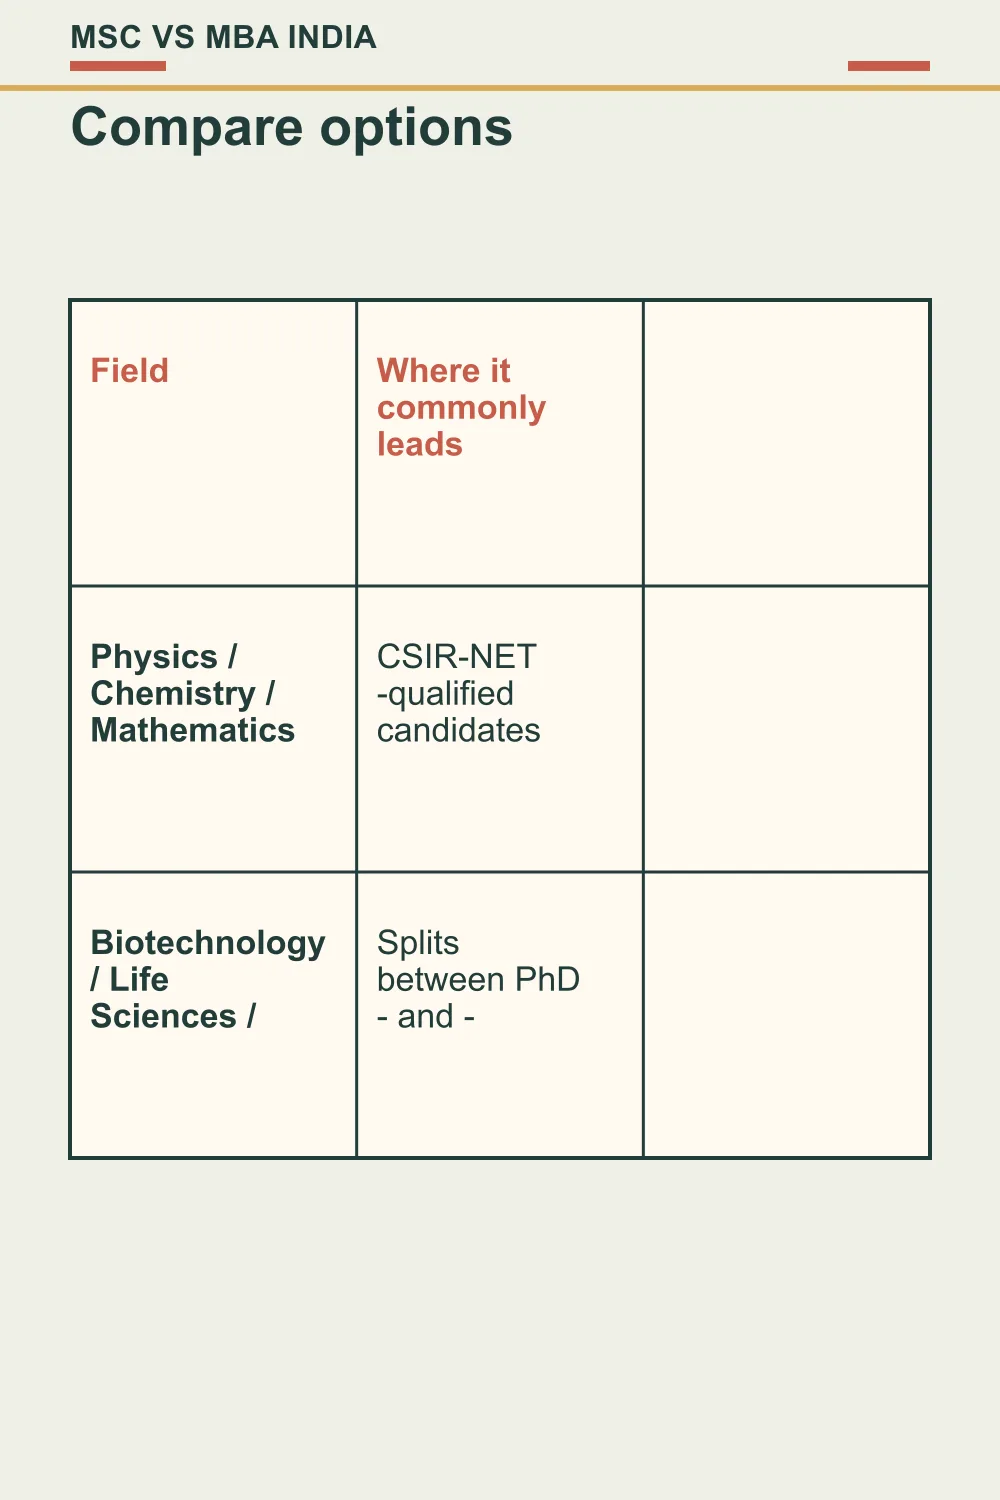 MSC VS MBA INDIA
Compare options
Field
Where it
commonly
leads
Physics /
Chemistry /
Mathematics
CSIR-NET
-qualified
candidates
Biotechnology
/ Life
Sciences /
Splits
between PhD
- and -